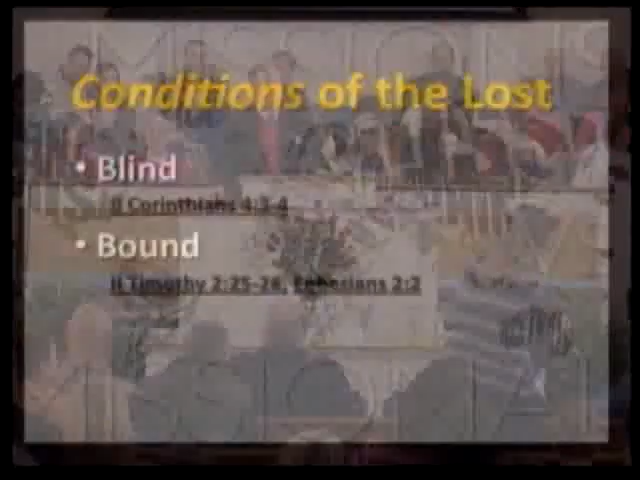 Conditions of the Lost
• Blind
II Corinthians 4:3-4
• Bound
II Timothy 2:25-26, Ephesians 2:2